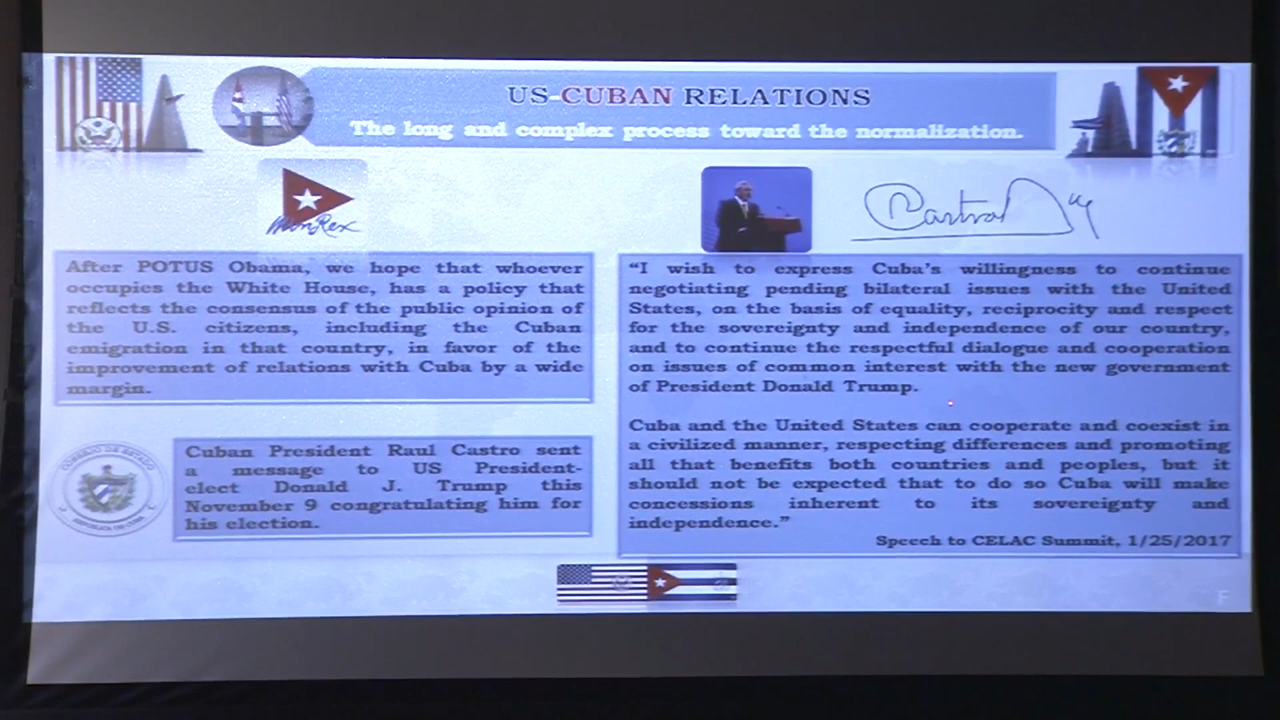 US-CUBAN RELATIONS
The long and complex process toward the normalization.
MinRex
Castro
After POTUS Obama, we hope that whoever
occupies the White House, has a policy that
reflects the consensus of the public opinion of
the U.S. citizens, including the Cuban
emigration in that country, in favor of the
improvement of relations with Cuba by a wide
margin.
CONSEJO DE ESTADO
REPUBLICA DE CUBA
Cuban President Raul Castro sent
a message to US President-
elect Donald J. Trump this
November 9 congratulating him for
his election.
“I wish to express Cuba’s willingness to continue
negotiating pending bilateral issues with the United
States, on the basis of equality, reciprocity and respect
for the sovereignty and independence of our country,
and to continue the respectful dialogue and cooperation
on issues of common interest with the new government
of President Donald Trump.
Cuba and the United States can cooperate and coexist in
a civilized manner, respecting differences and promoting
all that benefits both countries and peoples, but it
should not be expected that to do so Cuba will make
concessions inherent to its sovereignty and
independence.”
Speech to CELAC Summit, 1/25/2017
F